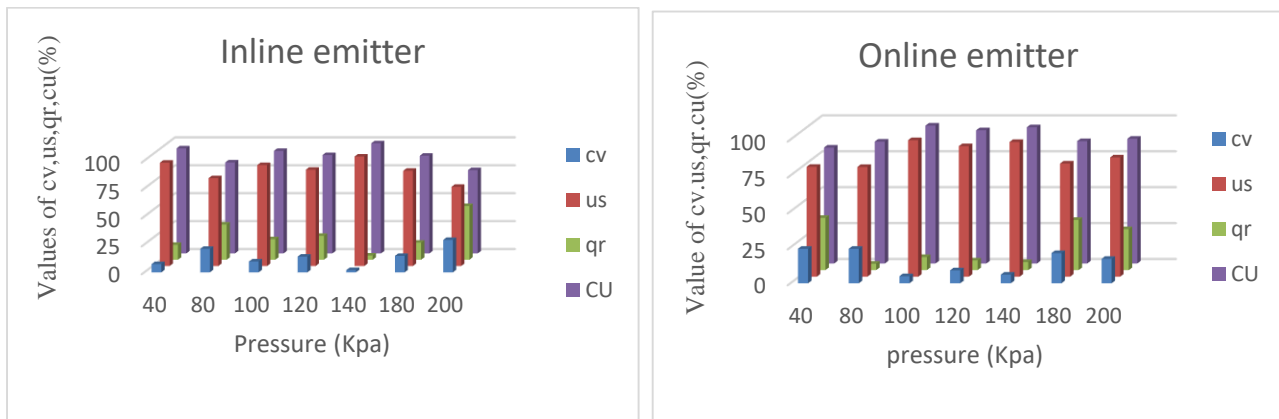 Inline emitter
Values of cv,us,qr,cu(%)
100
75
50
25
0
40 80 100 120 140 180 200
Pressure (Kpa)
cv
us
qr
CU
Online emitter
Value of cv.us,qr.cu(%)
100
75
50
25
0
40 80 100 120 140 180 200
pressure (Kpa)
cv
us
qr
CU